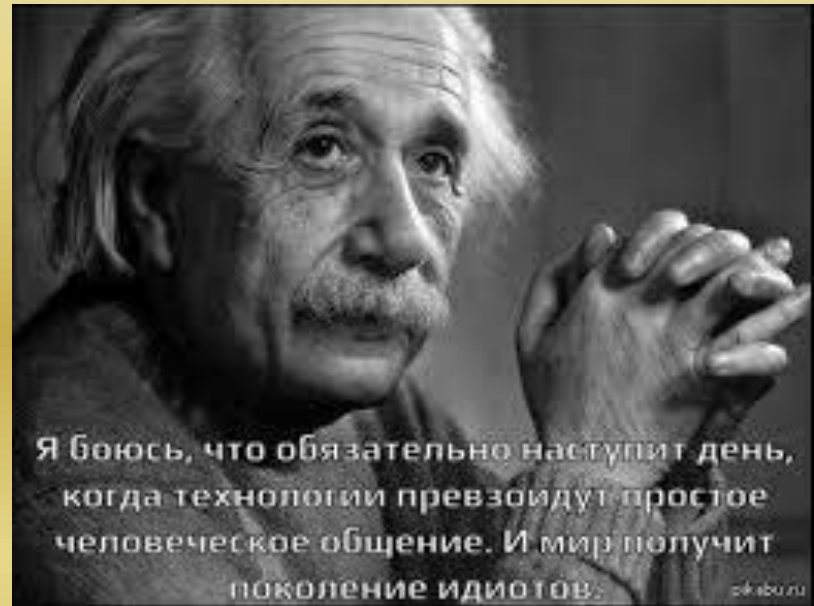 Я боюсь, что обязательно наступит день,
когда технологии превзойдут простое
человеческое общение. И мир получит
поколение идиотов.
pikabu.ru